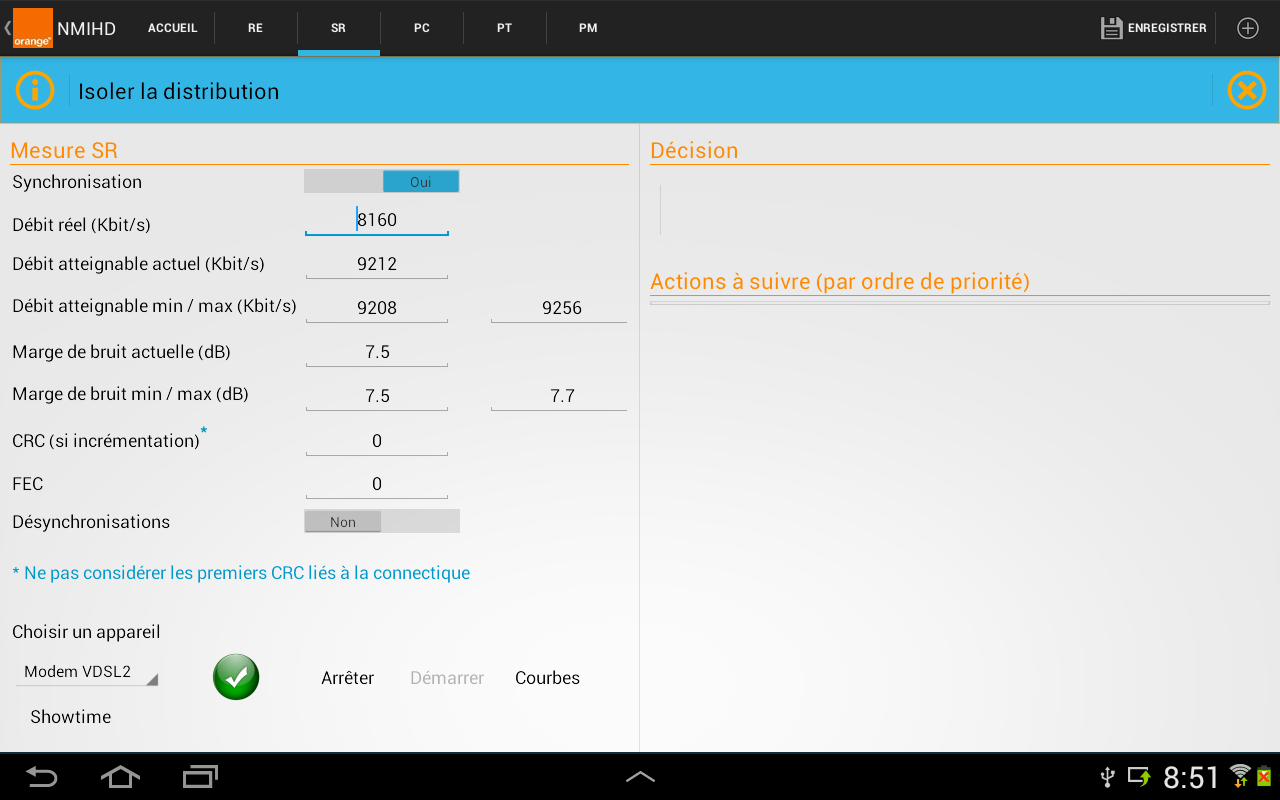 orange NMIHD ACCUEIL RE SR PC PT PM ENREGISTRER
Isoler la distribution
Mesure SR
Synchronisation Oui
Débit réel (Kbit/s) 8160
Débit atteignable actuel (Kbit/s) 9212
Débit atteignable min / max (Kbit/s) 9208 9256
Marge de bruit actuelle (dB) 7.5
Marge de bruit min / max (dB) 7.5 7.7
CRC (si incrémentation)* 0
FEC 0
Désynchronisations Non
* Ne pas considérer les premiers CRC liés à la connectique
Choisir un appareil
Modem VDSL2 Arrêter Démarrer Courbes
Showtime
Décision
Actions à suivre (par ordre de priorité)
8:51